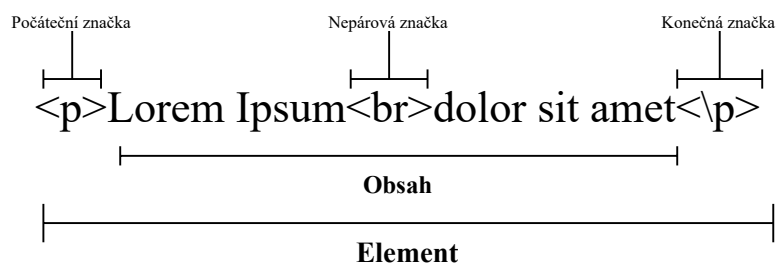 Počáteční značka Nepárová značka Konečná značka
<p>Lorem Ipsum<br>dolor sit amet<\p>
Obsah
Element